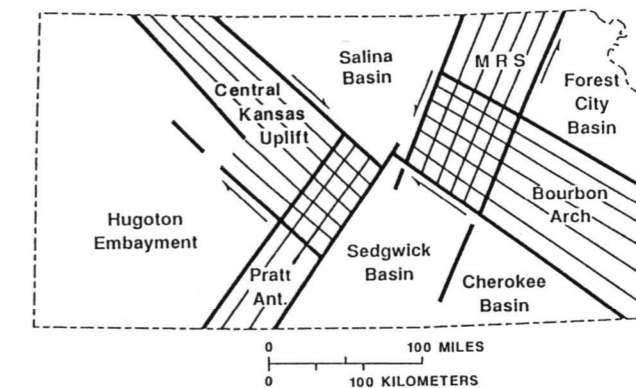 Salina
Basin
M R S
Forest
City
Basin
Central
Kansas
Uplift
Hugoton
Embayment
Bourbon
Arch
Sedgwick
Basin
Pratt
Ant.
Cherokee
Basin
0 100 MILES
0 100 KILOMETERS